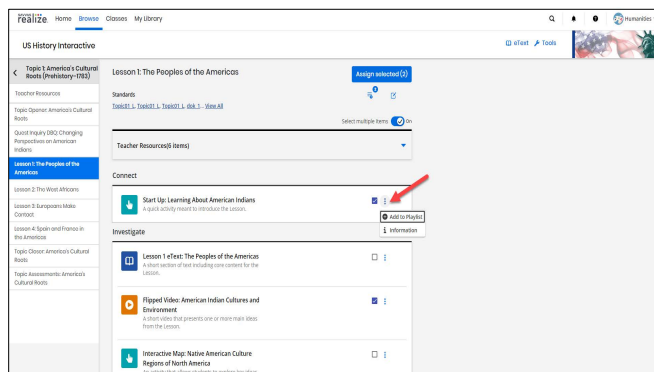 realize. Home Browse Classes My Library
Humanities
US History Interactive
eText Tools
Topic 1: America's Cultural
Roots (Prehistory-1783)
Teacher Resources
Topic Opener: America's Cultural
Roots
Quest Inquiry DBQ: Changing
Perspectives on American
Indians
Lesson 1: The Peoples of the
Americas
Lesson 2: The West Africans
Lesson 3: Europeans Make
Contact
Lesson 4: Spain and France in
the Americas
Topic Closer: America's Cultural
Roots
Topic Assessments: America's
Cultural Roots
Lesson 1: The Peoples of the Americas
Assign selected (2)
Standards
Topic01_L, Topic01_L, Topic01_L, dok_1... View All
Select multiple items On
Teacher Resources(6 items)
Connect
Start Up: Learning About American Indians
A quick activity meant to introduce the Lesson.
Add to Playlist
Information
Investigate
Lesson 1 eText: The Peoples of the Americas
A short section of text including core content for the
Lesson.
Flipped Video: American Indian Cultures and
Environment
A short video that presents one or more main ideas
from the Lesson.
Interactive Map: Native American Culture
Regions of North America